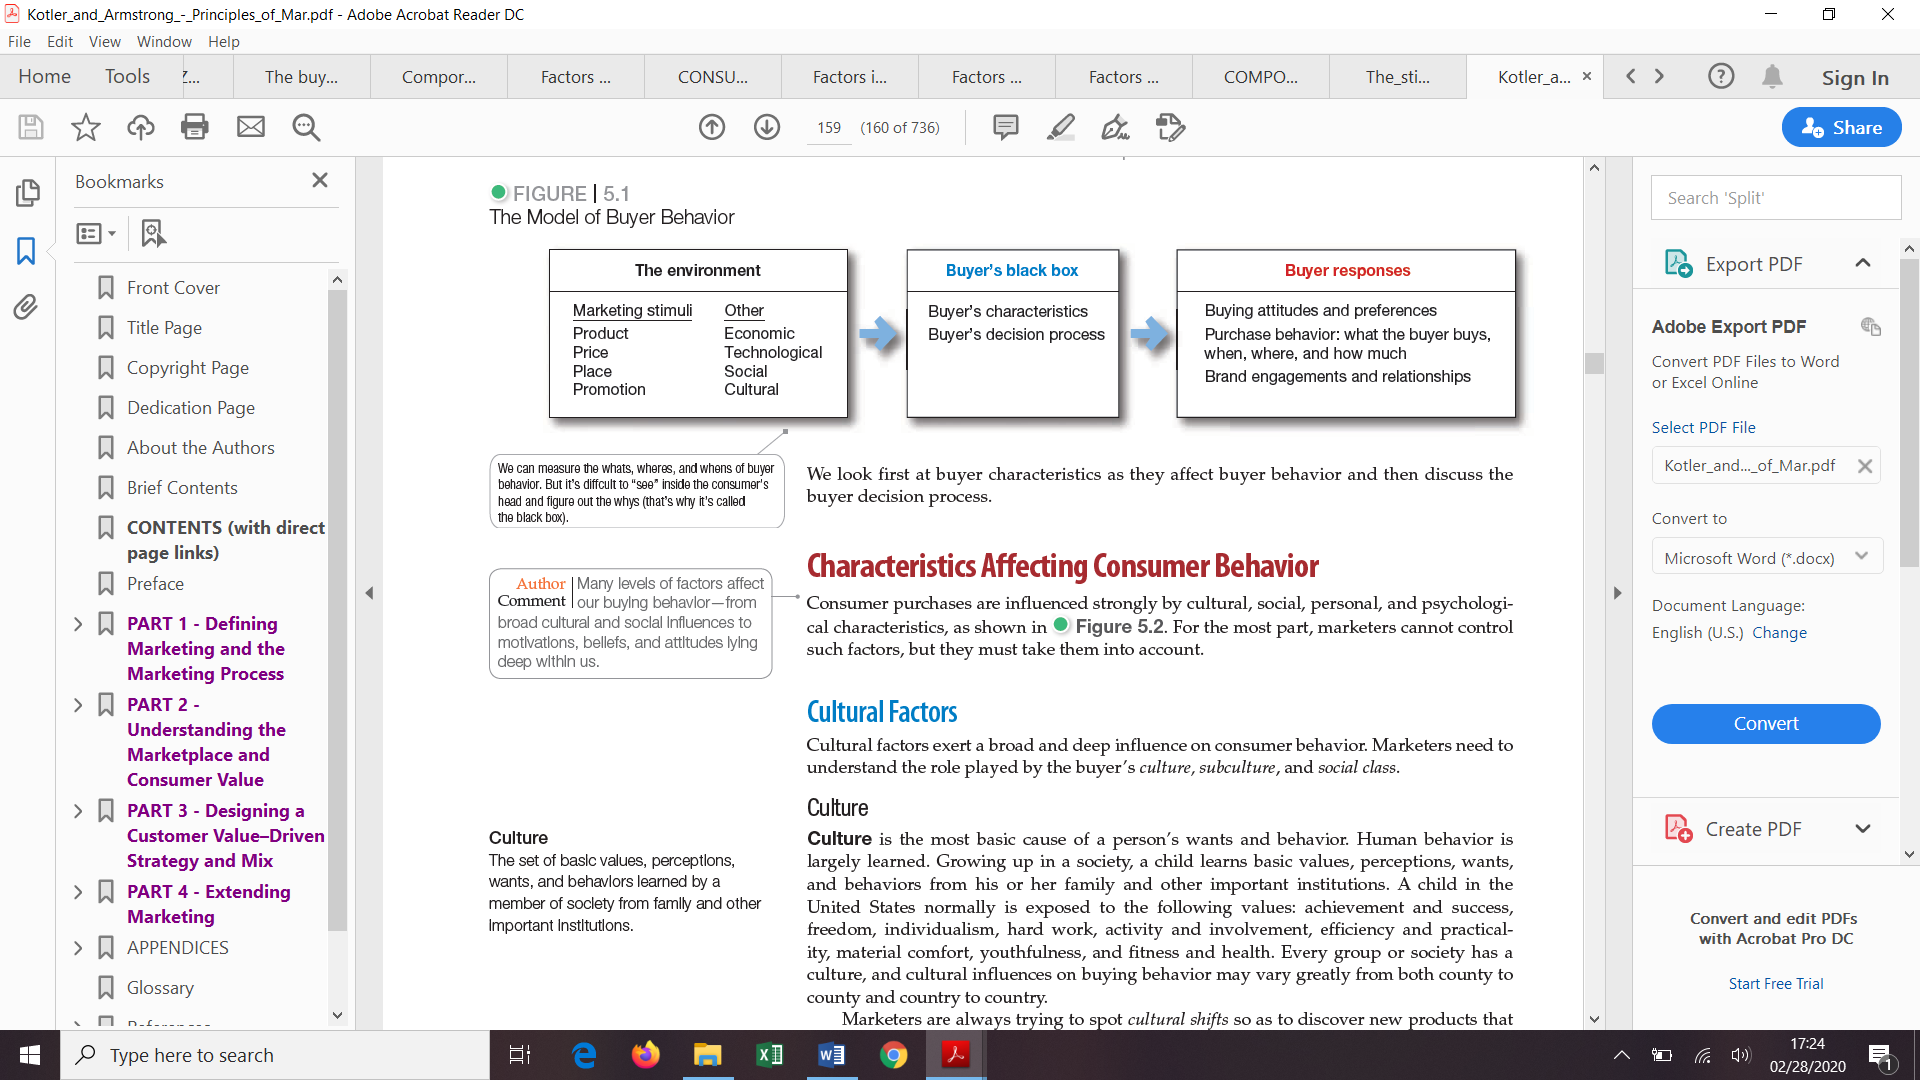 Kotler_and_Armstrong_-_Principles_of_Mar.pdf - Adobe Acrobat Reader DC
File Edit View Window Help
Home Tools Z... The buy... Compor... Factors ... CONSU... Factors i... Factors ... Factors ... COMPO... The_sti... Kotler_a... Sign In
159 (160 of 736) Share
Bookmarks
Front Cover
Title Page
Copyright Page
Dedication Page
About the Authors
Brief Contents
CONTENTS (with direct
page links)
Preface
PART 1 - Defining
Marketing and the
Marketing Process
PART 2 -
Understanding the
Marketplace and
Consumer Value
PART 3 - Designing a
Customer Value–Driven
Strategy and Mix
PART 4 - Extending
Marketing
APPENDICES
Glossary
FIGURE | 5.1
The Model of Buyer Behavior
The environment
Marketing stimuli Other
Product Economic
Price Technological
Place Social
Promotion Cultural
Buyer's black box
Buyer's characteristics
Buyer's decision process
Buyer responses
Buying attitudes and preferences
Purchase behavior: what the buyer buys,
when, where, and how much
Brand engagements and relationships
We can measure the whats, wheres, and whens of buyer
behavior. But it's diffcult to “see” inside the consumer's
head and figure out the whys (that's why it's called
the black box).
We look first at buyer characteristics as they affect buyer behavior and then discuss the
buyer decision process.
Author Comment | Many levels of factors affect
our buying behavior—from
broad cultural and social influences to
motivations, beliefs, and attitudes lying
deep within us.
Characteristics Affecting Consumer Behavior
Consumer purchases are influenced strongly by cultural, social, personal, and psychologi-
cal characteristics, as shown in Figure 5.2. For the most part, marketers cannot control
such factors, but they must take them into account.
Cultural Factors
Cultural factors exert a broad and deep influence on consumer behavior. Marketers need to
understand the role played by the buyer's culture, subculture, and social class.
Culture
Culture
The set of basic values, perceptions,
wants, and behaviors learned by a
member of society from family and other
important institutions.
Culture is the most basic cause of a person's wants and behavior. Human behavior is
largely learned. Growing up in a society, a child learns basic values, perceptions, wants,
and behaviors from his or her family and other important institutions. A child in the
United States normally is exposed to the following values: achievement and success,
freedom, individualism, hard work, activity and involvement, efficiency and practical-
ity, material comfort, youthfulness, and fitness and health. Every group or society has a
culture, and cultural influences on buying behavior may vary greatly from both county to
county and country to country.
Marketers are always trying to spot cultural shifts so as to discover new products that
Search 'Split'
Export PDF
Adobe Export PDF
Convert PDF Files to Word
or Excel Online
Select PDF File
Kotler_and..._of_Mar.pdf
Convert to
Microsoft Word (*.docx)
Document Language:
English (U.S.) Change
Convert
Create PDF
Convert and edit PDFs
with Acrobat Pro DC
Start Free Trial
Type here to search
17:24
02/28/2020
1